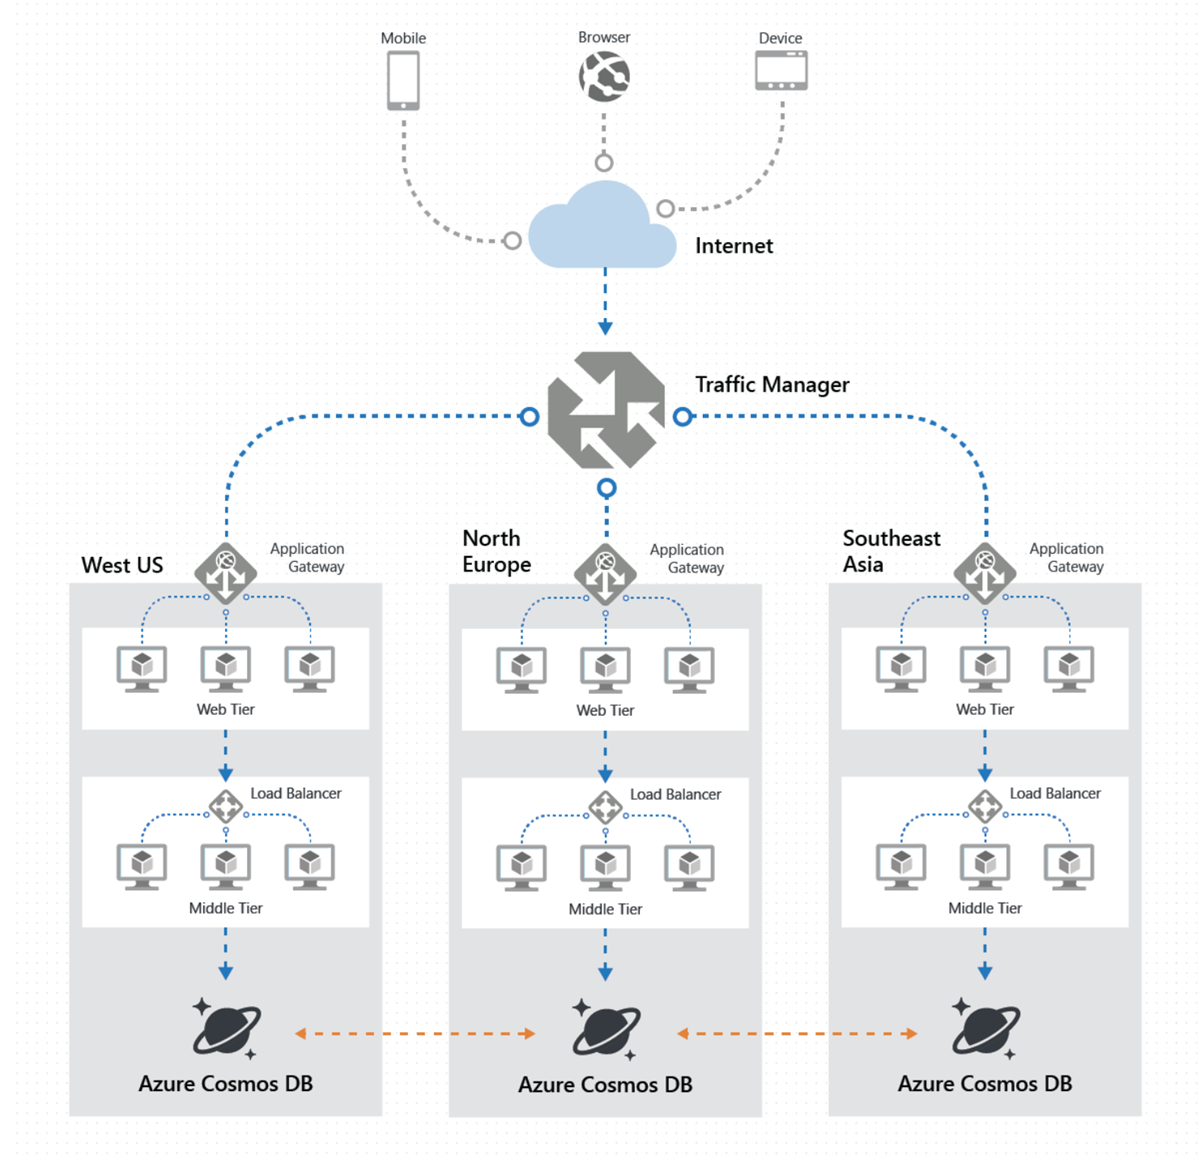 Mobile
Browser
Device
Internet
Traffic Manager
West US
Application
Gateway
North
Europe
Application
Gateway
Southeast
Asia
Application
Gateway
Web Tier
Web Tier
Web Tier
Load Balancer
Load Balancer
Load Balancer
Middle Tier
Middle Tier
Middle Tier
Azure Cosmos DB
Azure Cosmos DB
Azure Cosmos DB